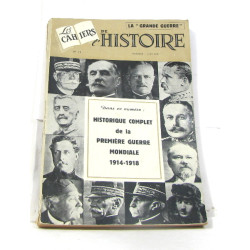 LA "GRANDE GUERRE"
Les
CAHIERS
DE
l'HISTOIRE
HISTORIQUE COMPLET
de la
PREMIÈRE GUERRE
MONDIALE
1914-1918